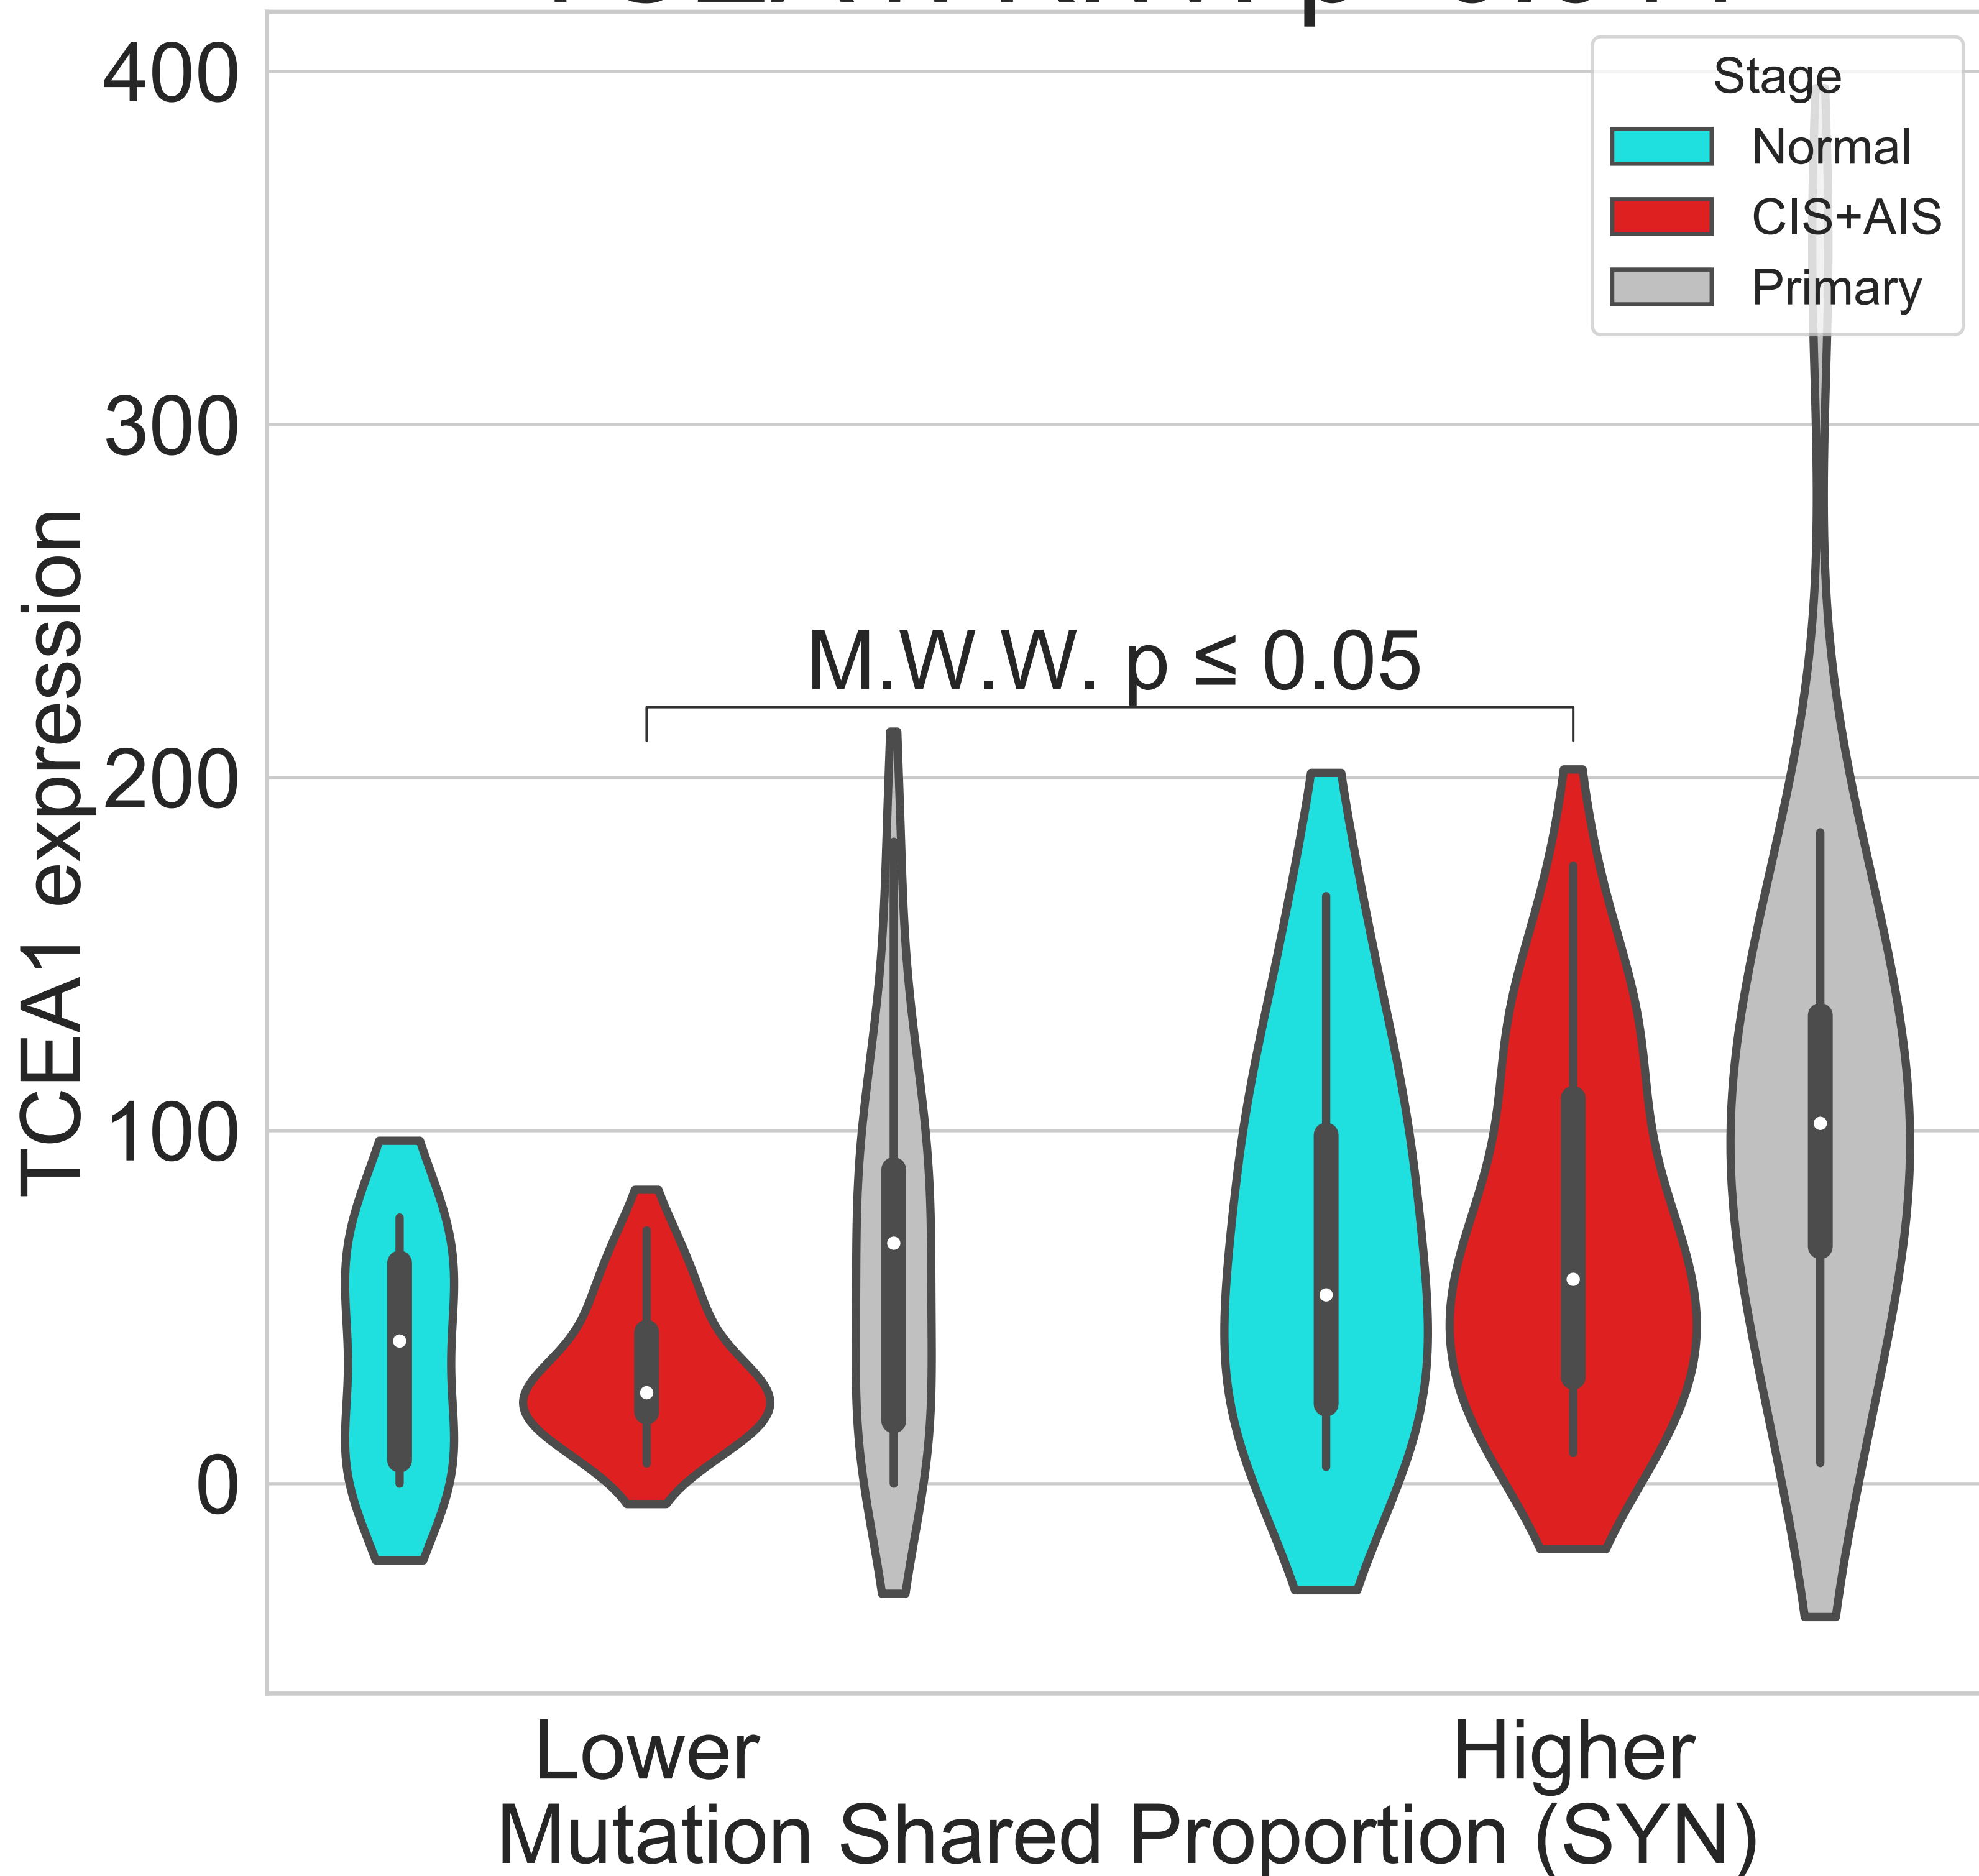 400
300
200
100
0
TCEA1 expression
Stage
Normal
CIS+AIS
Primary
M.W.W. p ≤ 0.05
Lower
Higher
Mutation Shared Proportion (SYN)